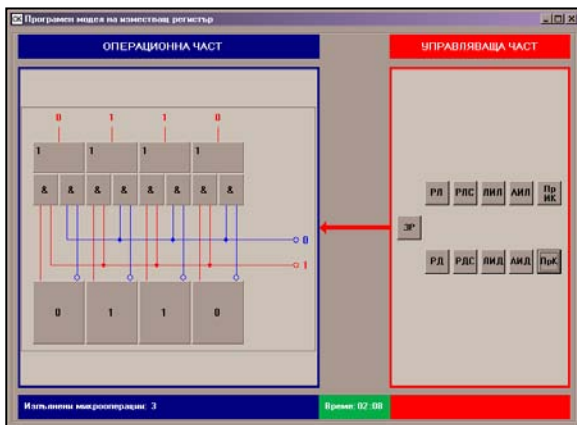 Програмен модел на изместващ регистър
ОПЕРАЦИОННА ЧАСТ УПРАВЛЯВАЩА ЧАСТ
0 1 1 0
1 1 1 1
& & & & & & & &
РЛ РЛС ЛИЛ АИЛ Пр ИК
ЗР
0
1
РД РДС ЛИД АИД ПрК
0 1 1 0
Изпълнени микрооперации: 3 Време: 02:08